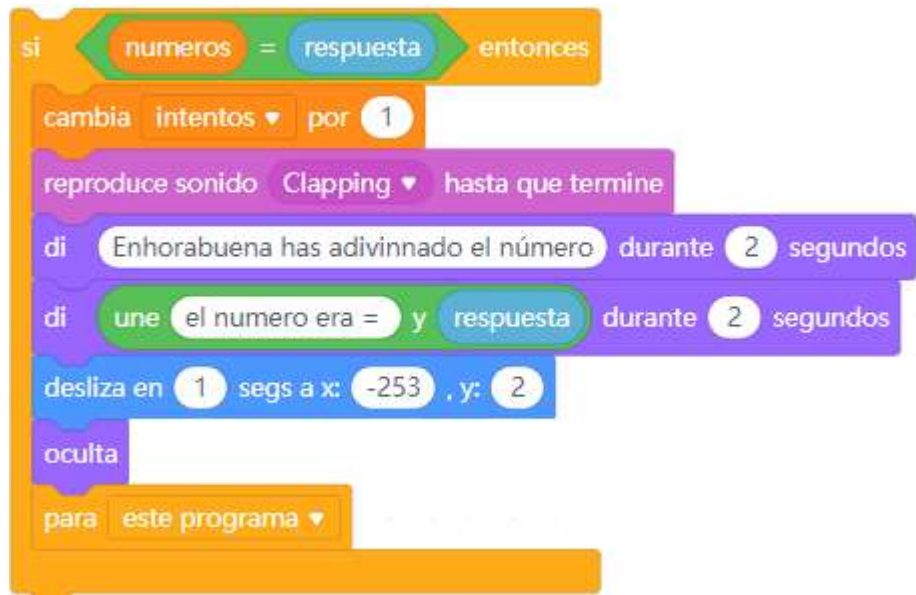 si numeros = respuesta entonces
cambia intentos por 1
reproduce sonido Clapping hasta que termine
di Enhorabuena has adivinnado el número durante 2 segundos
di une el numero era = y respuesta durante 2 segundos
desliza en 1 segs a x: -253 , y: 2
oculta
para este programa